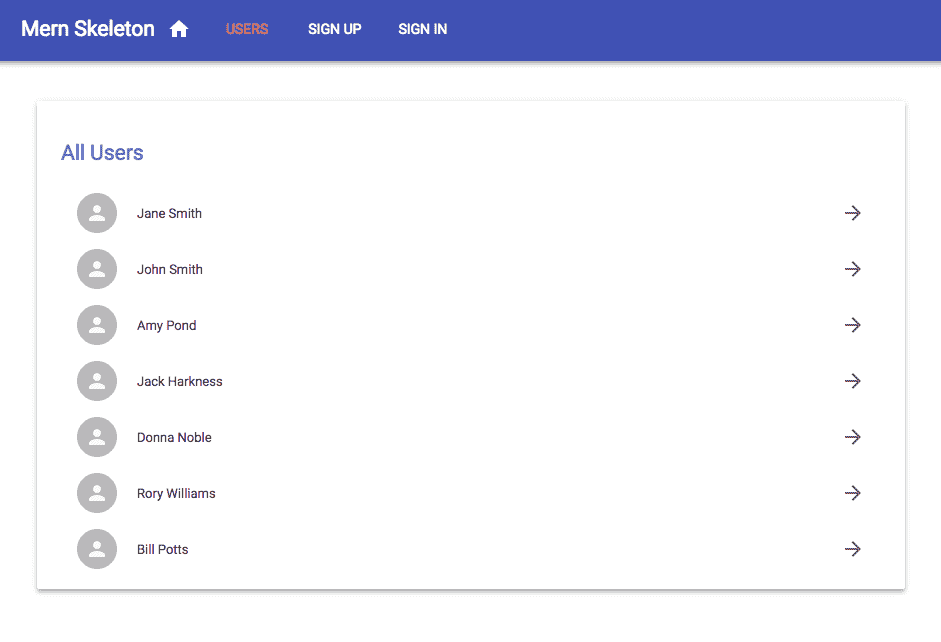 Mern Skeleton USERS SIGN UP SIGN IN
All Users
Jane Smith
John Smith
Amy Pond
Jack Harkness
Donna Noble
Rory Williams
Bill Potts